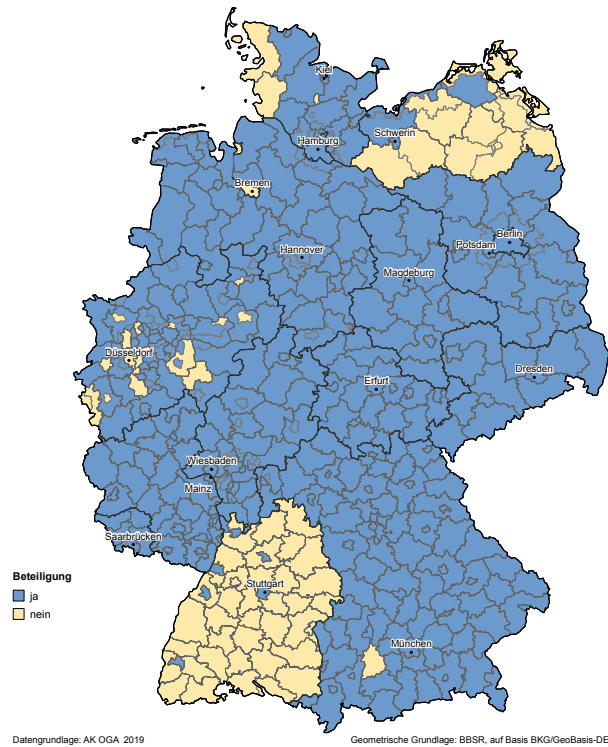 Kiel
Schwerin
Hamburg
Bremen
Berlin
Potsdam
Hannover
Magdeburg
Düsseldorf
Dresden
Erfurt
Wiesbaden
Mainz
Saarbrücken
Stuttgart
München
Beteiligung
ja
nein
Datengrundlage: AK OGA 2019
Geometrische Grundlage: BBSR, auf Basis BKG/GeoBasis-DE